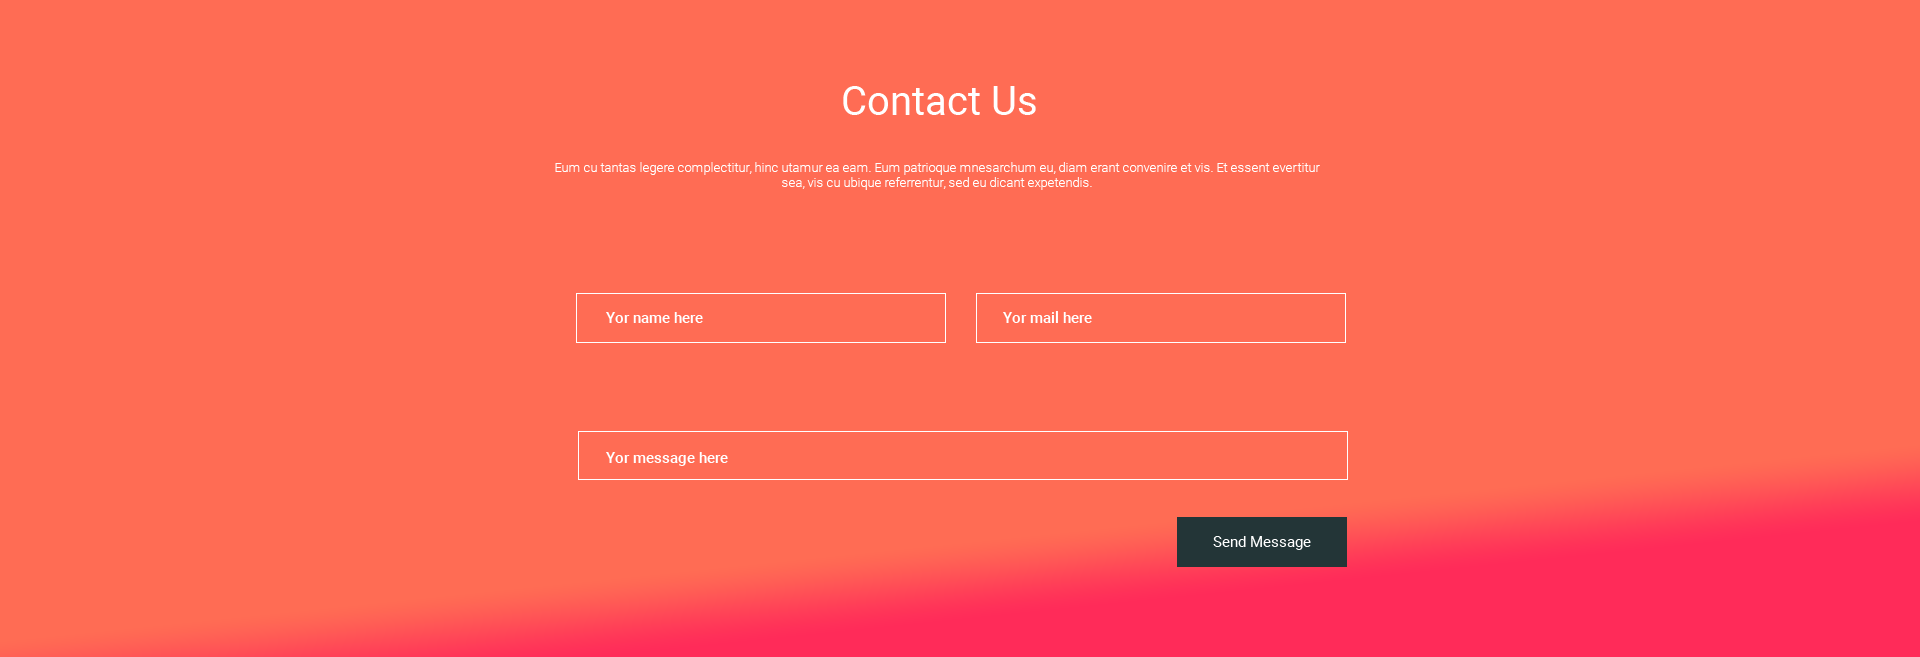 Contact Us
Eum cu tantas legere complectitur, hinc utamur ea eam. Eum patrioque mnesarchum eu, diam erant convenire et vis. Et essent evertitur
sea, vis cu ubique referrentur, sed eu dicant expetendis.
Yor name here
Yor mail here
Yor message here
Send Message